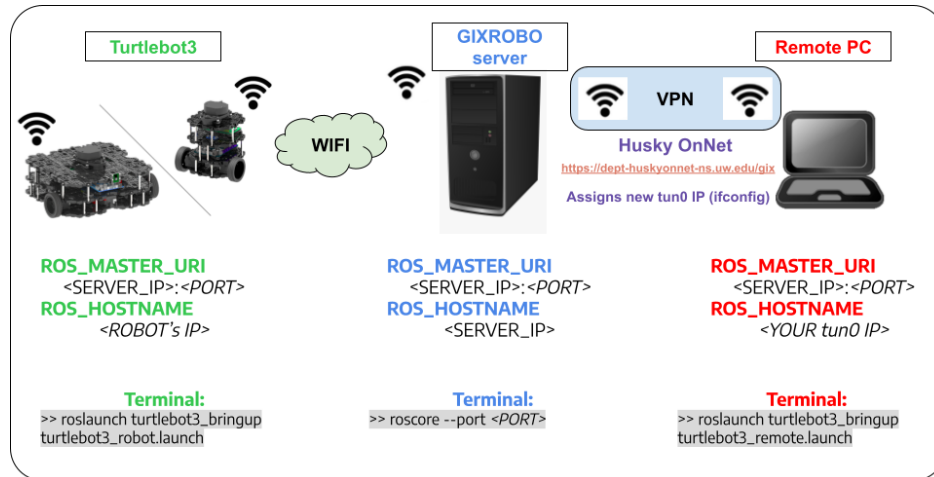 Turtlebot3
GIXROBO
server
Remote PC
WIFI
VPN
Husky OnNet
https://dept-huskyonnet-ns.uw.edu/gix
Assigns new tun0 IP (ifconfig)
ROS_MASTER_URI
<SERVER_IP>:<PORT>
ROS_HOSTNAME
<ROBOT's IP>
ROS_MASTER_URI
<SERVER_IP>:<PORT>
ROS_HOSTNAME
<SERVER_IP>
ROS_MASTER_URI
<SERVER_IP>:<PORT>
ROS_HOSTNAME
<YOUR tun0 IP>
Terminal:
>> roslaunch turtlebot3_bringup
turtlebot3_robot.launch
Terminal:
>> roscore --port <PORT>
Terminal:
>> roslaunch turtlebot3_bringup
turtlebot3_remote.launch